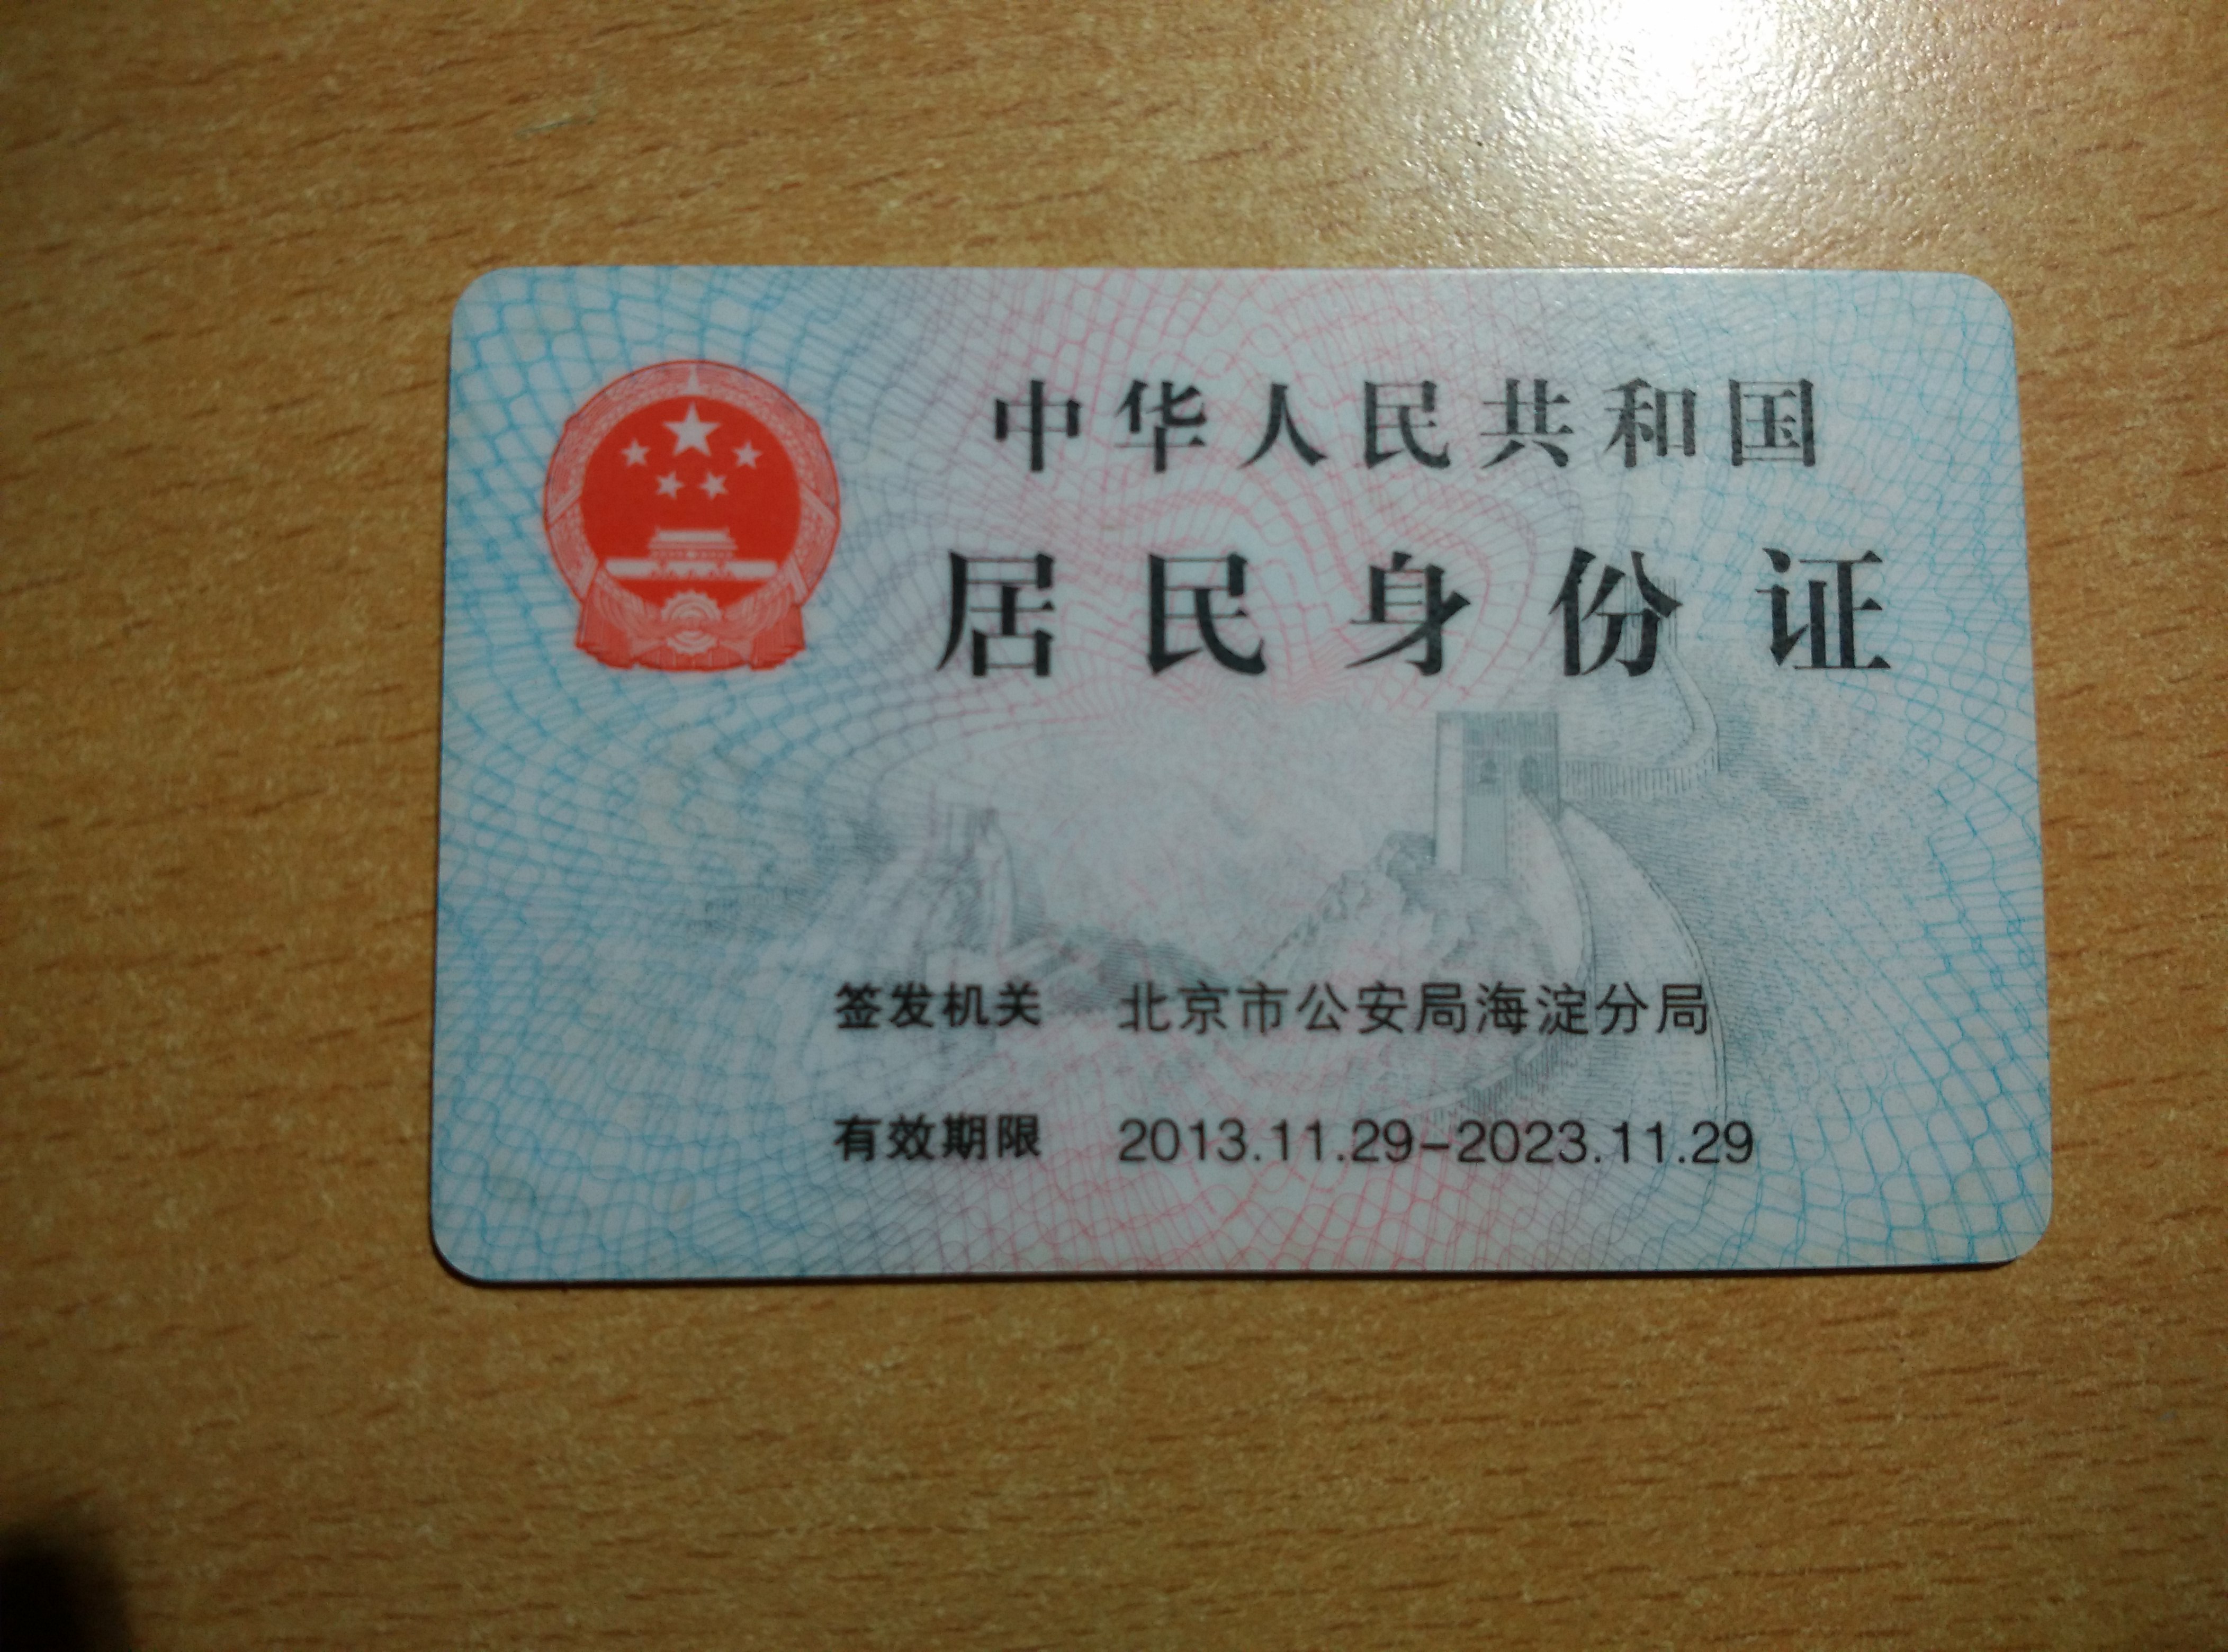 中华人民共和国
居民身份证
签发机关 北京市公安局海淀分局
有效期限 2013.11.29-2023.11.29